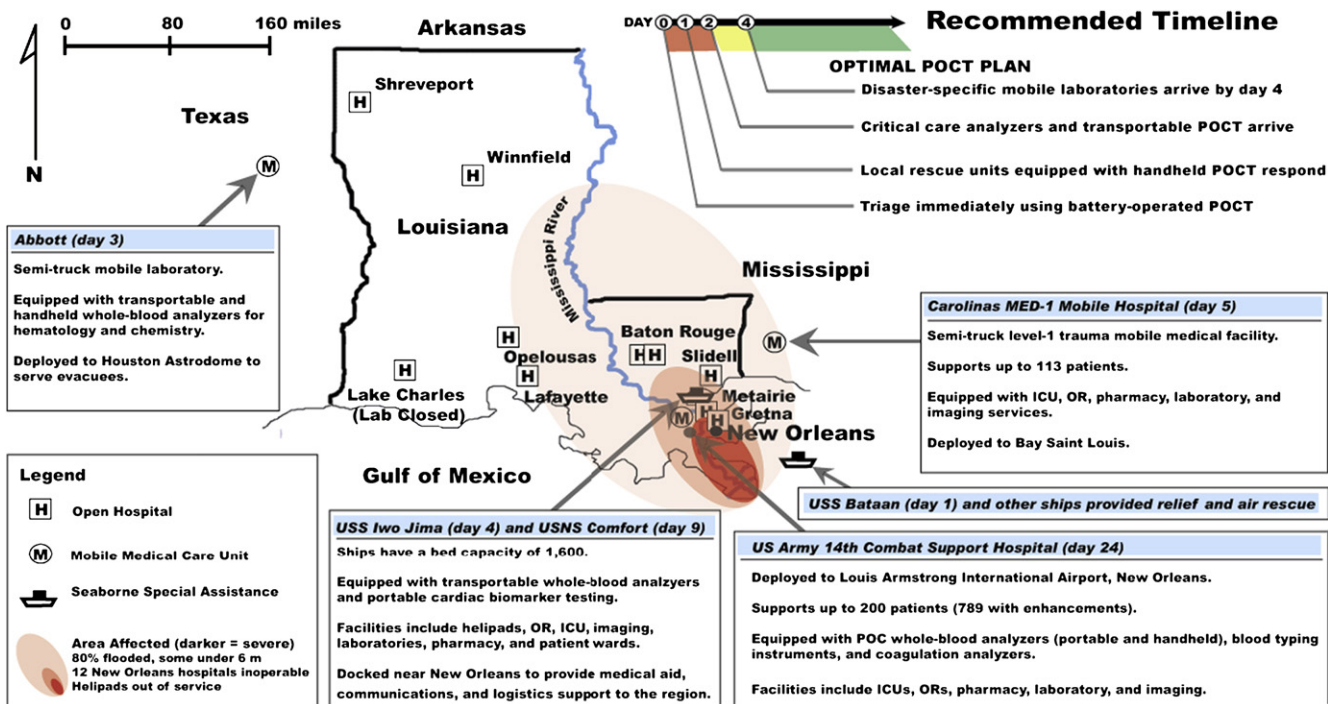 0 80 160 miles
N
Arkansas
Texas
Shreveport
H
M
Winnfield
H
Louisiana
Mississippi River
Mississippi
DAY 0 1 2 4
Recommended Timeline
OPTIMAL POCT PLAN
Disaster-specific mobile laboratories arrive by day 4
Critical care analyzers and transportable POCT arrive
Local rescue units equipped with handheld POCT respond
Triage immediately using battery-operated POCT
Abbott (day 3)
Semi-truck mobile laboratory.
Equipped with transportable and
handheld whole-blood analyzers for
hematology and chemistry.
Deployed to Houston Astrodome to
serve evacuees.
H
Opelousas
H
Lafayette
H
Lake Charles
(Lab Closed)
Baton Rouge
H H
Slidell
H
Metairie
H
Gretna
H
M
New Orleans
M
Gulf of Mexico
Carolinas MED-1 Mobile Hospital (day 5)
Semi-truck level-1 trauma mobile medical facility.
Supports up to 113 patients.
Equipped with ICU, OR, pharmacy, laboratory, and
imaging services.
Deployed to Bay Saint Louis.
USS Bataan (day 1) and other ships provided relief and air rescue
Legend
H Open Hospital
M Mobile Medical Care Unit
Seaborne Special Assistance
Area Affected (darker = severe)
80% flooded, some under 6 m
12 New Orleans hospitals inoperable
Helipads out of service
USS Iwo Jima (day 4) and USNS Comfort (day 9)
Ships have a bed capacity of 1,600.
Equipped with transportable whole-blood analzyers
and portable cardiac biomarker testing.
Facilities include helipads, OR, ICU, imaging,
laboratories, pharmacy, and patient wards.
Docked near New Orleans to provide medical aid,
communications, and logistics support to the region.
US Army 14th Combat Support Hospital (day 24)
Deployed to Louis Armstrong International Airport, New Orleans.
Supports up to 200 patients (789 with enhancements).
Equipped with POC whole-blood analyzers (portable and handheld), blood typing
instruments, and coagulation analyzers.
Facilities include ICUs, ORs, pharmacy, laboratory, and imaging.